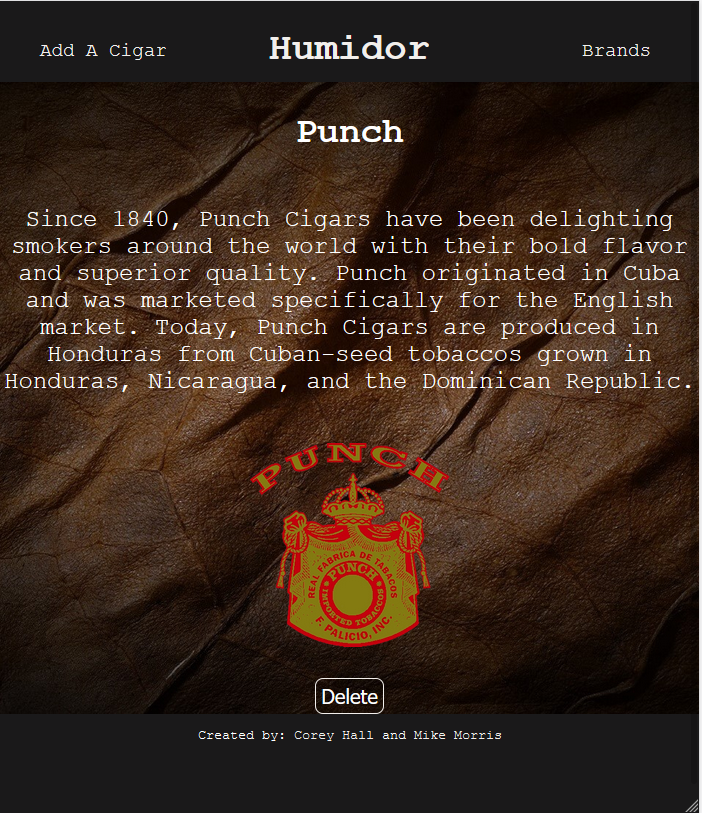 Add A Cigar Humidor Brands
Punch
Since 1840, Punch Cigars have been delighting
smokers around the world with their bold flavor
and superior quality. Punch originated in Cuba
and was marketed specifically for the English
market. Today, Punch Cigars are produced in
Honduras from Cuban-seed tobaccos grown in
Honduras, Nicaragua, and the Dominican Republic.
PUNCH
REAL FABRICA DE TABACOS
PUNCH
IMPORTED TOBACCOS
F. PALICIO, INC.
Delete
Created by: Corey Hall and Mike Morris